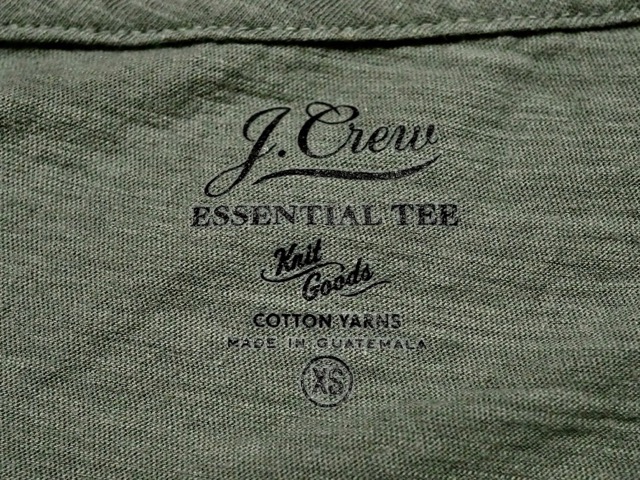 J. Crew
ESSENTIAL TEE
Knit
Goods
COTTON YARNS
MADE IN GUATEMALA
XS